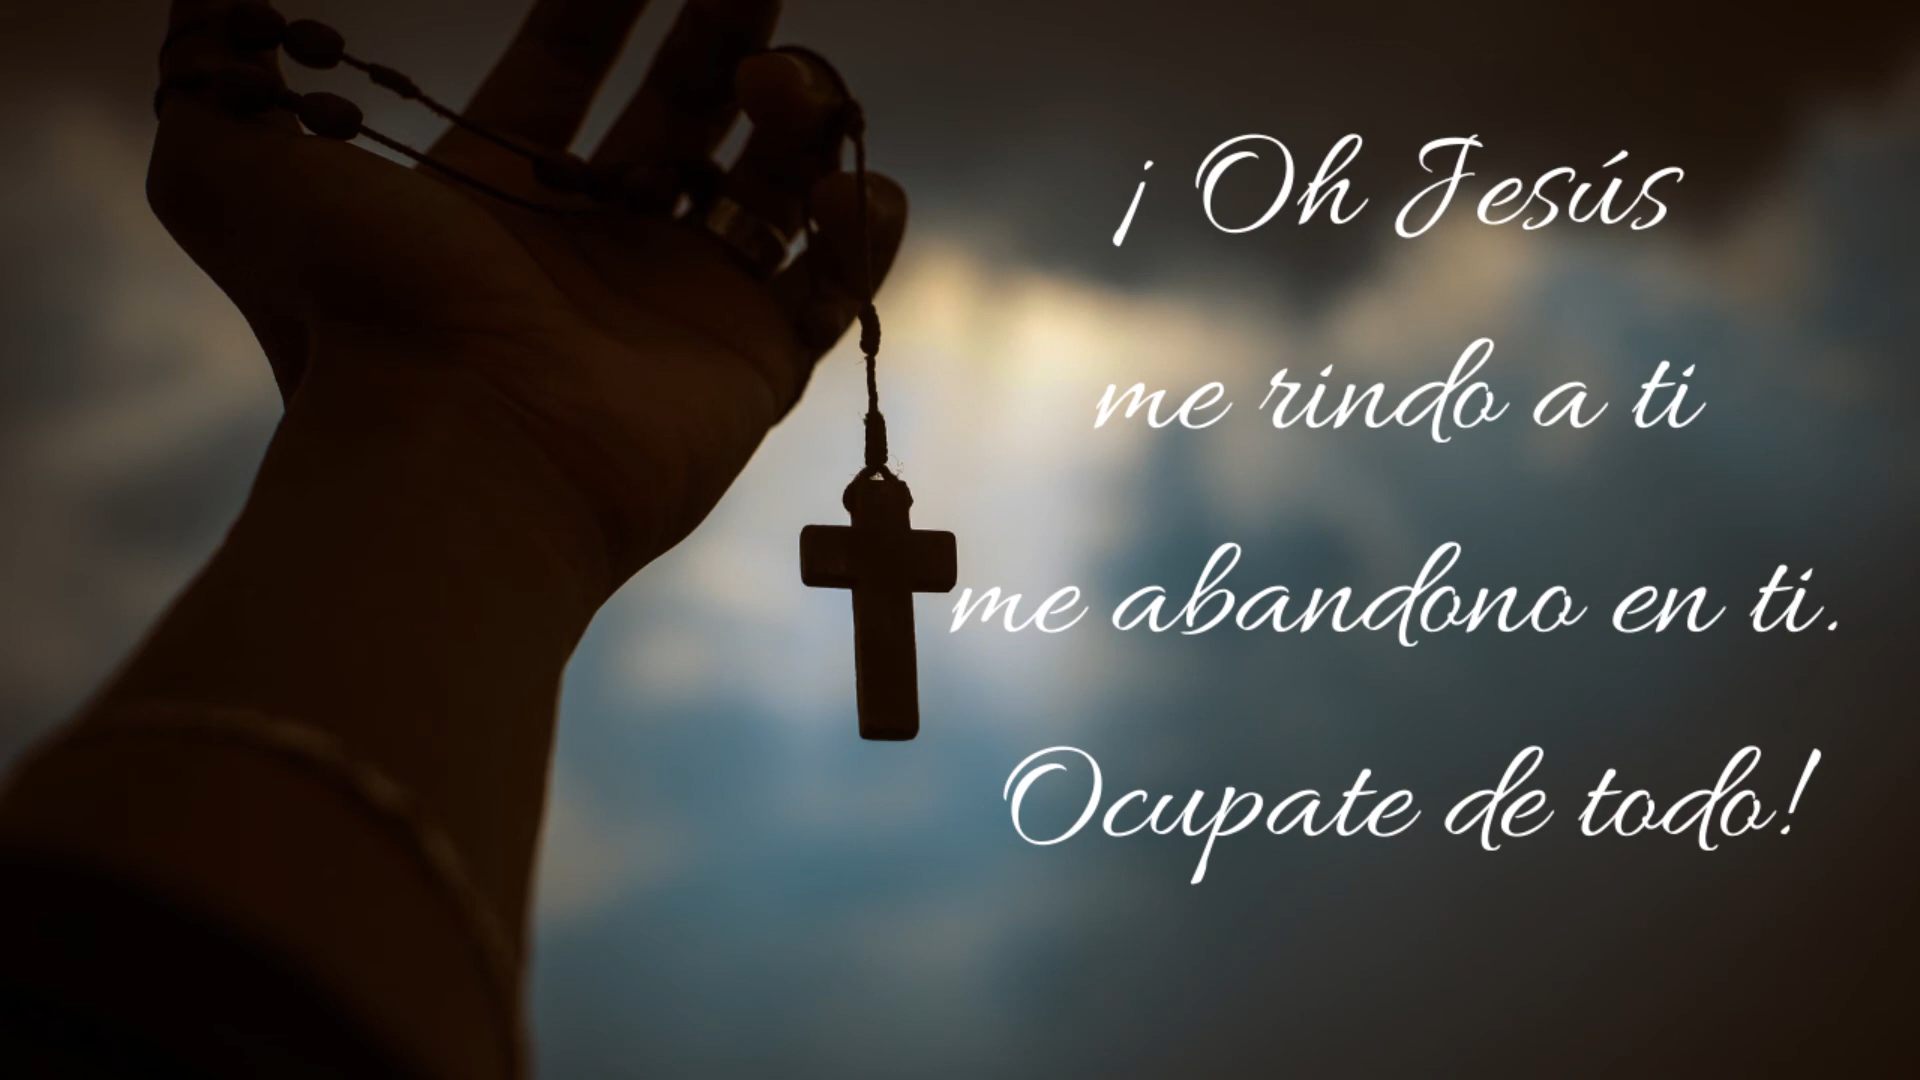 ¡ Oh Jesús
me rindo a ti
me abandono en ti.
Ocupate de todo!